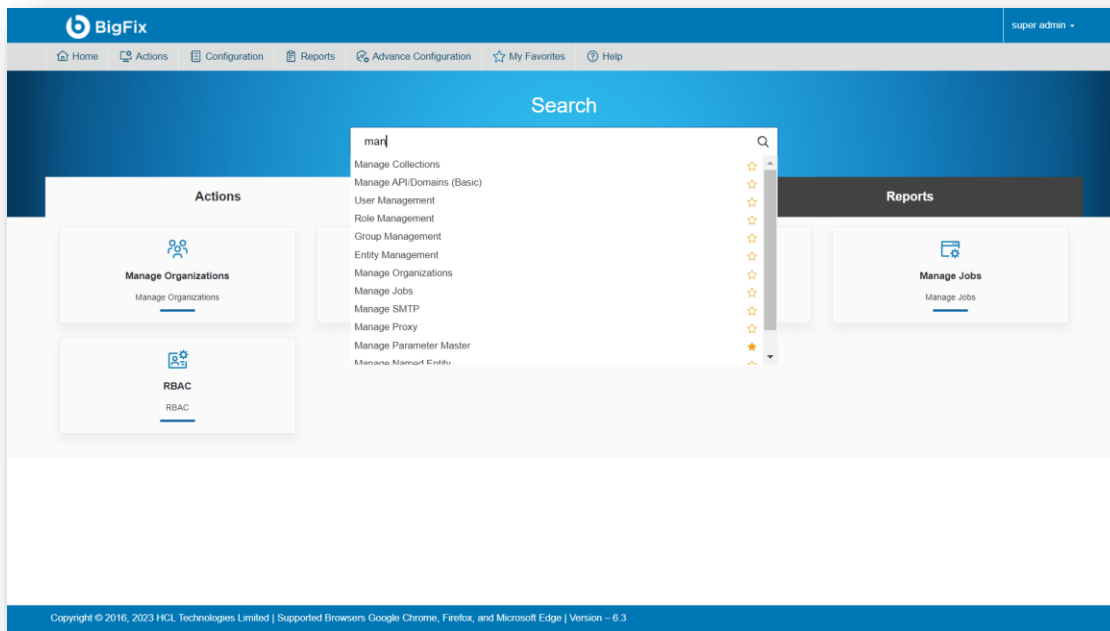 BigFix
super admin
Home Actions Configuration Reports Advance Configuration My Favorites Help
Search
man
Manage Collections
Manage API/Domains (Basic)
User Management
Role Management
Group Management
Entity Management
Manage Organizations
Manage Jobs
Manage SMTP
Manage Proxy
Manage Parameter Master
Manage Named Entity
Actions
Reports
Manage Organizations
Manage Organizations
Manage Jobs
Manage Jobs
RBAC
RBAC
Copyright © 2016, 2023 HCL Technologies Limited | Supported Browsers Google Chrome, Firefox, and Microsoft Edge | Version – 6.3